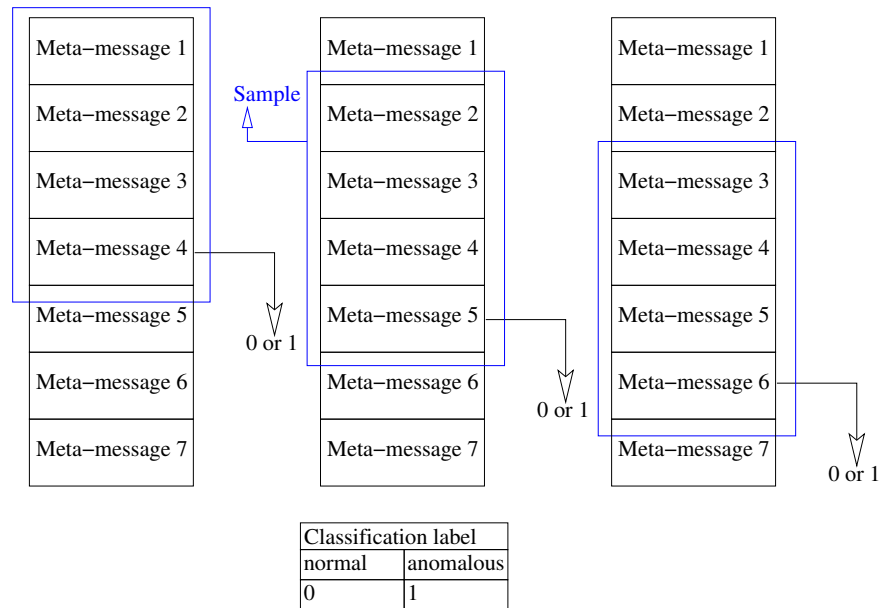 Meta−message 1
Meta−message 2
Meta−message 3
Meta−message 4
Meta−message 5
Meta−message 6
Meta−message 7
0 or 1
Sample
Meta−message 1
Meta−message 2
Meta−message 3
Meta−message 4
Meta−message 5
Meta−message 6
Meta−message 7
0 or 1
Meta−message 1
Meta−message 2
Meta−message 3
Meta−message 4
Meta−message 5
Meta−message 6
Meta−message 7
0 or 1
Classification label
normal anomalous
0 1